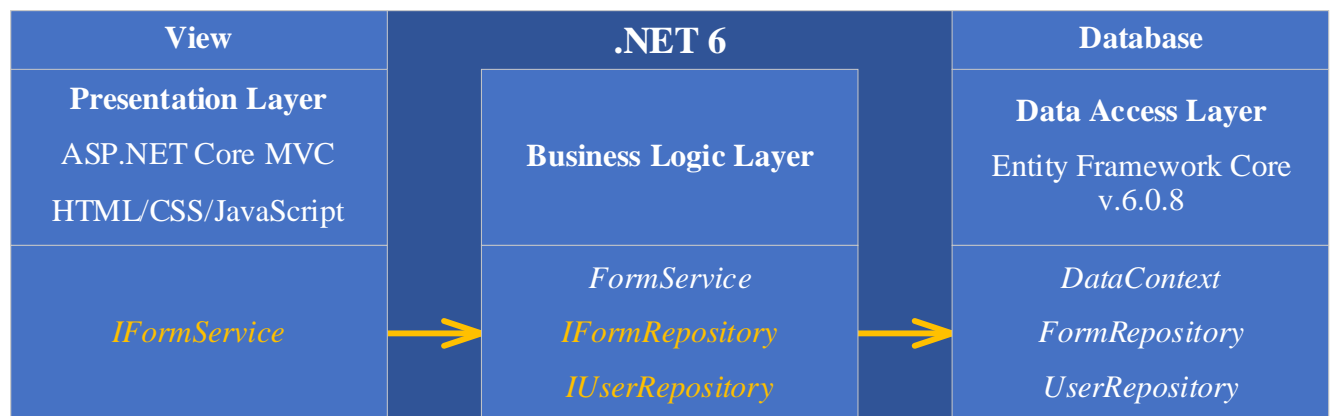 View
Presentation Layer
ASP.NET Core MVC
HTML/CSS/JavaScript
IFormService
.NET 6
Business Logic Layer
FormService
IFormRepository
IUserRepository
Database
Data Access Layer
Entity Framework Core
v.6.0.8
DataContext
FormRepository
UserRepository